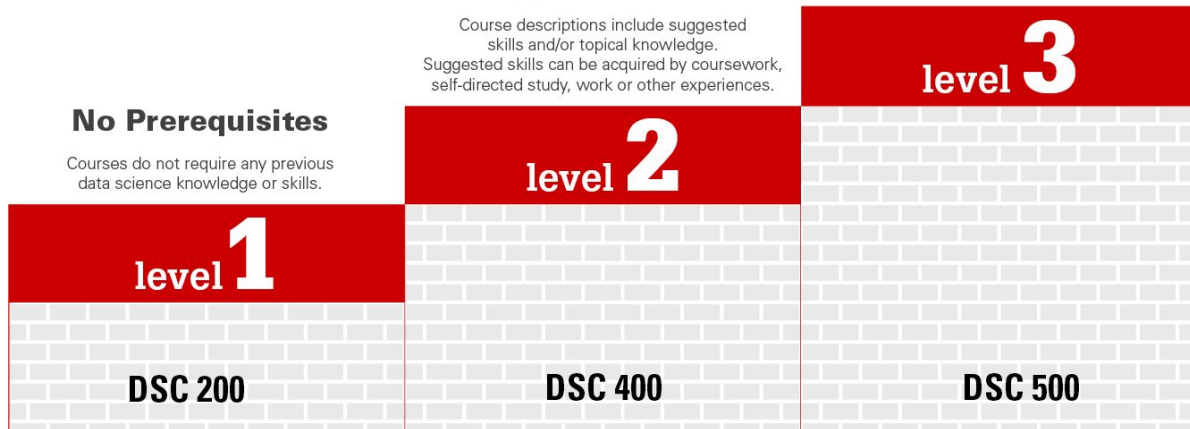 No Prerequisites
Courses do not require any previous
data science knowledge or skills.
level 1
DSC 200
Course descriptions include suggested
skills and/or topical knowledge.
Suggested skills can be acquired by coursework,
self-directed study, work or other experiences.
level 2
DSC 400
level 3
DSC 500